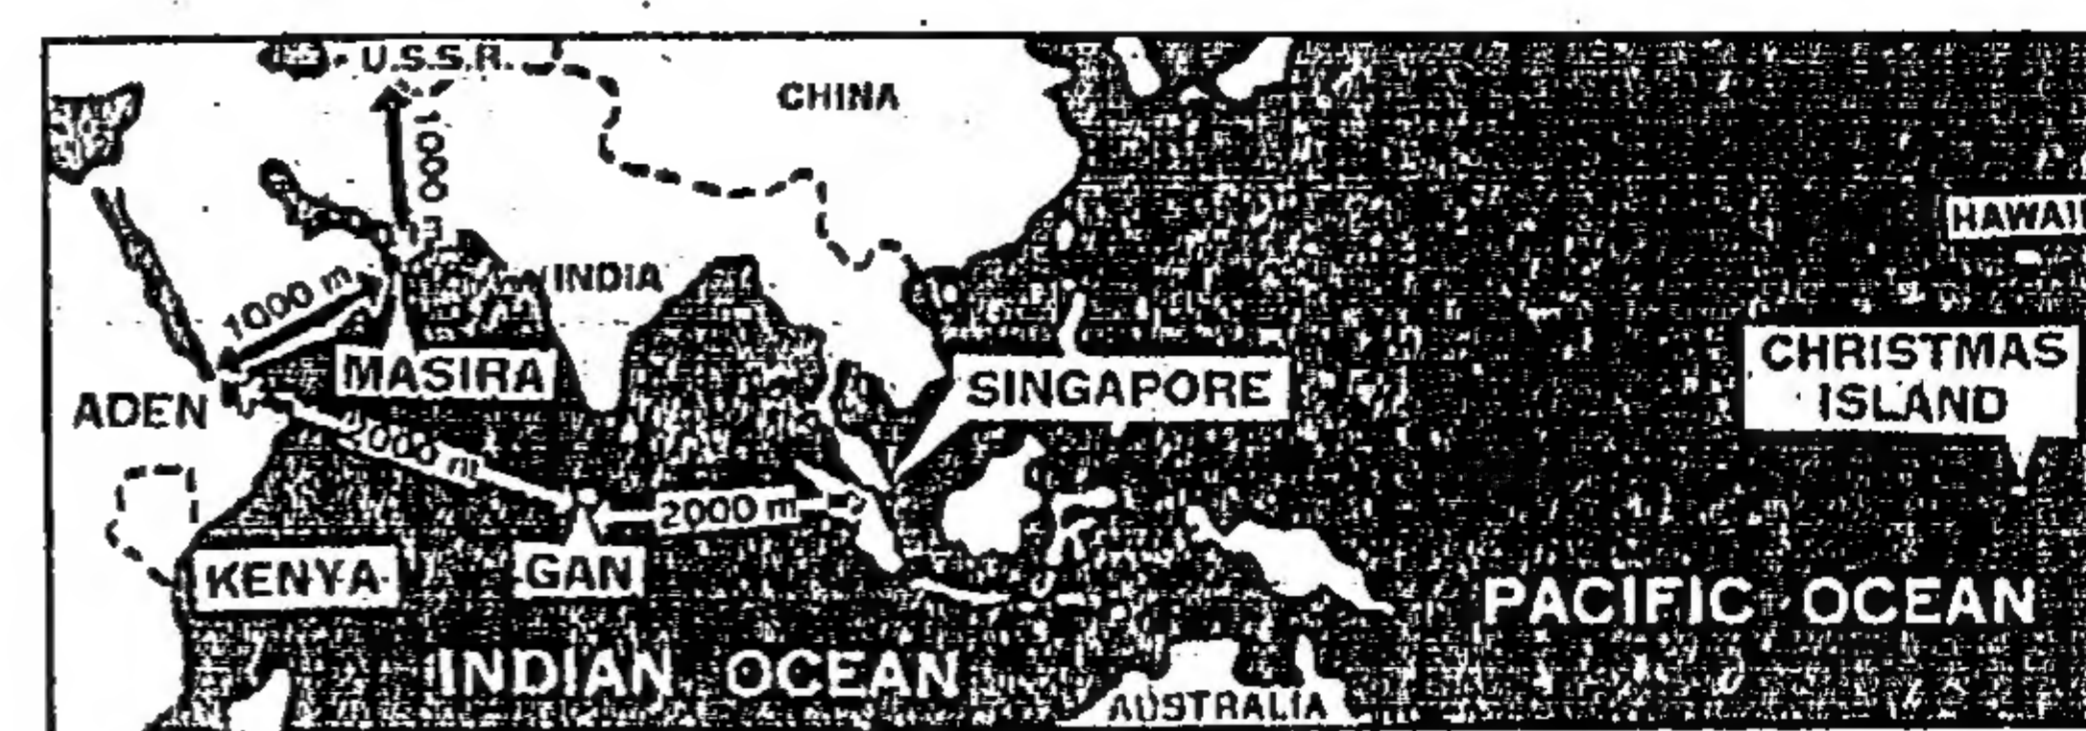 U.S.S.R.
CHINA
1000 m
HAWAII
INDIA
1000 m
MASIRA
CHRISTMAS
ISLAND
SINGAPORE
ADEN
2000 m
2000 m
KENYA
GAN
PACIFIC OCEAN
INDIAN OCEAN
AUSTRALIA